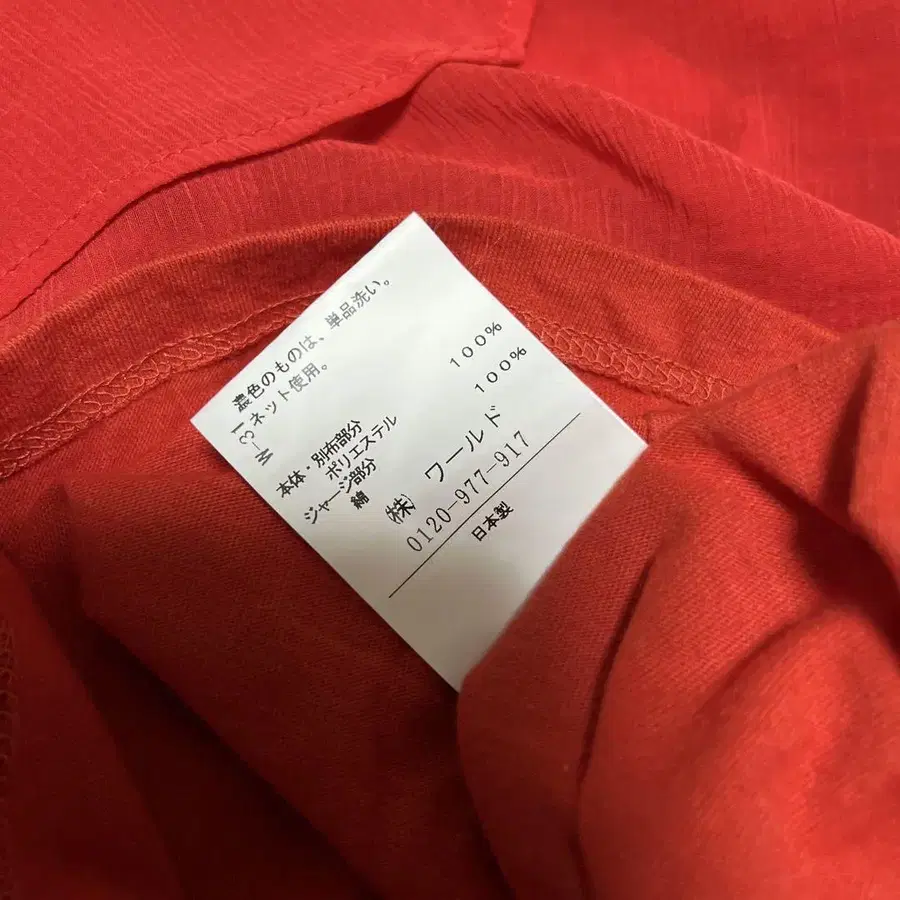 濃色のものは、単品洗い。
ネット使用。
W-31
本体・別布部分
ポリエステル 100%
ジャージ部分
綿 100%
(株) ワールド
0120-977-917
日本製